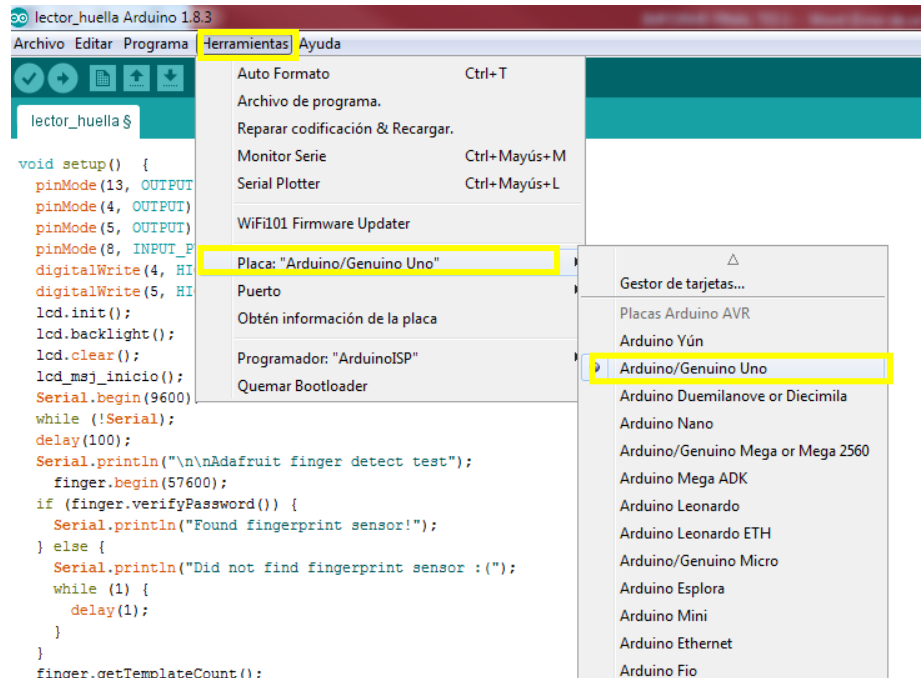 lector_huella Arduino 1.8.3
Archivo Editar Programa Herramientas Ayuda
lector_huella §
Auto Formato Ctrl+T
Archivo de programa.
Reparar codificación & Recargar.
Monitor Serie Ctrl+Mayús+M
Serial Plotter Ctrl+Mayús+L
WiFi101 Firmware Updater
Placa: "Arduino/Genuino Uno"
Puerto
Obtén información de la placa
Programador: "ArduinoISP"
Quemar Bootloader
Gestor de tarjetas...
Placas Arduino AVR
Arduino Yún
Arduino/Genuino Uno
Arduino Duemilanove or Diecimila
Arduino Nano
Arduino/Genuino Mega or Mega 2560
Arduino Mega ADK
Arduino Leonardo
Arduino Leonardo ETH
Arduino/Genuino Micro
Arduino Esplora
Arduino Mini
Arduino Ethernet
Arduino Fio
void setup() {
pinMode(13, OUTPUT
pinMode(4, OUTPUT)
pinMode(5, OUTPUT)
pinMode(8, INPUT_P
digitalWrite(4, HI
digitalWrite(5, HI
lcd.init();
lcd.backlight();
lcd.clear();
lcd_msj_inicio();
Serial.begin(9600)
while (!Serial);
delay(100);
Serial.println("\n\nAdafruit finger detect test");
finger.begin(57600);
if (finger.verifyPassword()) {
Serial.println("Found fingerprint sensor!");
} else {
Serial.println("Did not find fingerprint sensor :(");
while (1) {
delay(1);
}
}
finger.getTemplateCount();